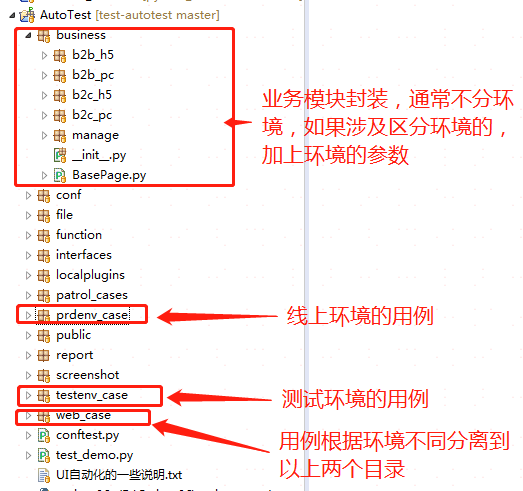 AutoTest [test-autotest master]
business
b2b_h5
b2b_pc
b2c_h5
b2c_pc
manage
__init__.py
BasePage.py
业务模块封装，通常不分环
境，如果涉及区分环境的，
加上环境的参数
conf
file
function
interfaces
localplugins
patrol_cases
prdenv_case
线上环境的用例
public
report
screenshot
testenv_case
测试环境的用例
web_case
conftest.py
用例根据环境不同分离到
以上两个目录
test_demo.py
UI自动化的一些说明.txt